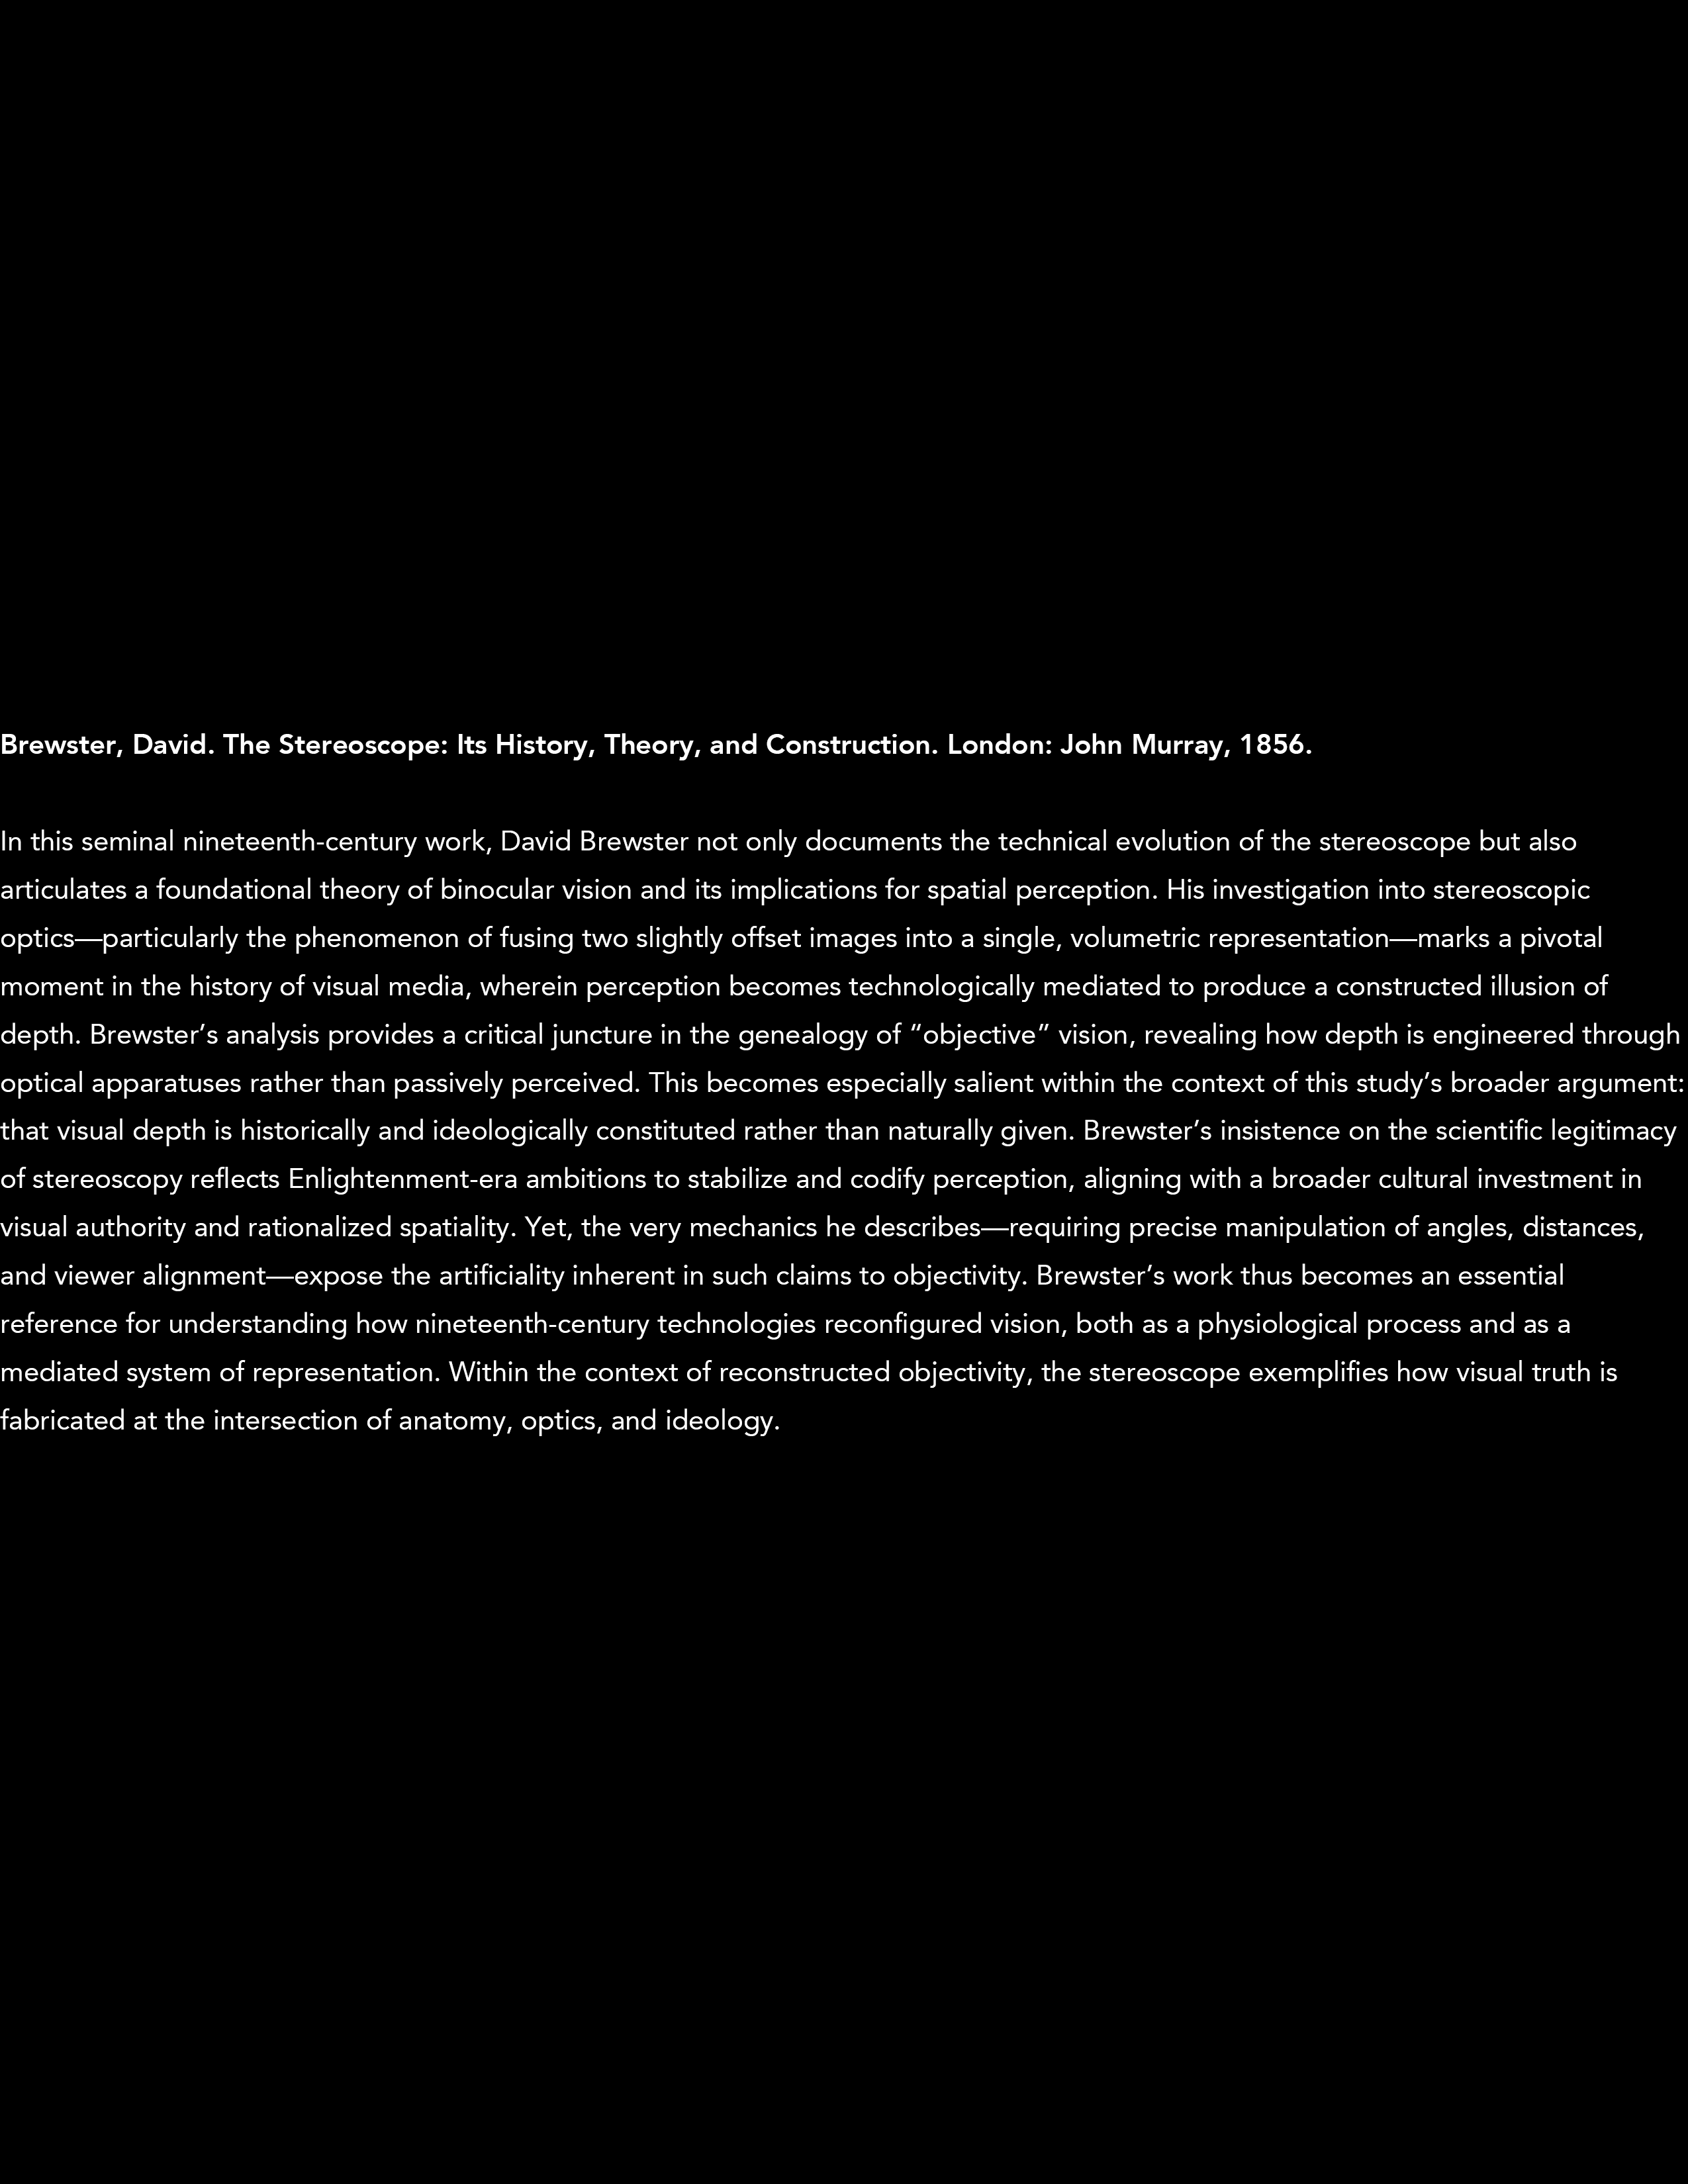 Brewster, David. The Stereoscope: Its History, Theory, and Construction. London: John Murray, 1856.
In this seminal nineteenth-century work, David Brewster not only documents the technical evolution of the stereoscope but also
articulates a foundational theory of binocular vision and its implications for spatial perception. His investigation into stereoscopic
optics—particularly the phenomenon of fusing two slightly offset images into a single, volumetric representation—marks a pivotal
moment in the history of visual media, wherein perception becomes technologically mediated to produce a constructed illusion of
depth. Brewster’s analysis provides a critical juncture in the genealogy of “objective” vision, revealing how depth is engineered through
optical apparatuses rather than passively perceived. This becomes especially salient within the context of this study’s broader argument:
that visual depth is historically and ideologically constituted rather than naturally given. Brewster’s insistence on the scientific legitimacy
of stereoscopy reflects Enlightenment-era ambitions to stabilize and codify perception, aligning with a broader cultural investment in
visual authority and rationalized spatiality. Yet, the very mechanics he describes—requiring precise manipulation of angles, distances,
and viewer alignment—expose the artificiality inherent in such claims to objectivity. Brewster’s work thus becomes an essential
reference for understanding how nineteenth-century technologies reconfigured vision, both as a physiological process and as a
mediated system of representation. Within the context of reconstructed objectivity, the stereoscope exemplifies how visual truth is
fabricated at the intersection of anatomy, optics, and ideology.